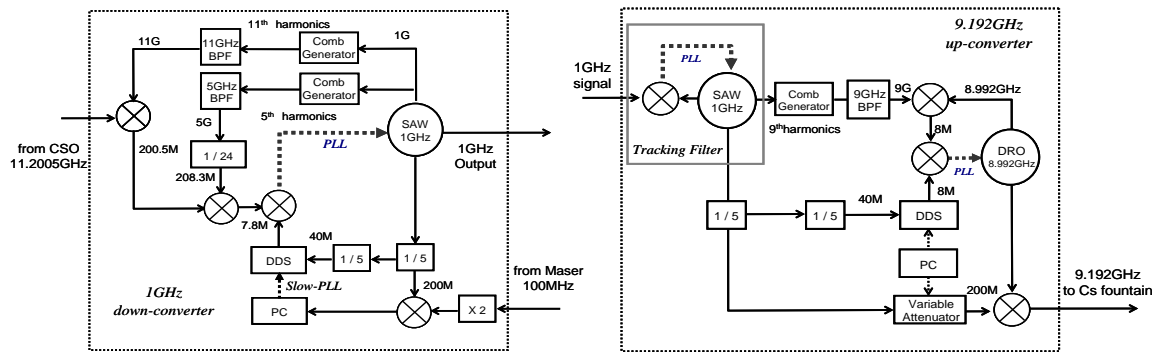 11th harmonics
11G
11GHz
BPF
Comb
Generator
1G
5GHz
BPF
Comb
Generator
5G
5th harmonics
PLL
SAW
1GHz
1GHz
Output
from CSO
11.2005GHz
200.5M
1 / 24
208.3M
7.8M
40M
DDS
1 / 5
1 / 5
Slow-PLL
200M
from Maser
100MHz
PC
X 2
1GHz
down-converter
9.192GHz
up-converter
1GHz
signal
PLL
SAW
1GHz
Tracking Filter
Comb
Generator
9thharmonics
9GHz
BPF
9G
8.992GHz
8M
PLL
DRO
8.992GHz
8M
1 / 5
1 / 5
40M
DDS
PC
Variable
Attenuator
200M
9.192GHz
to Cs fountain